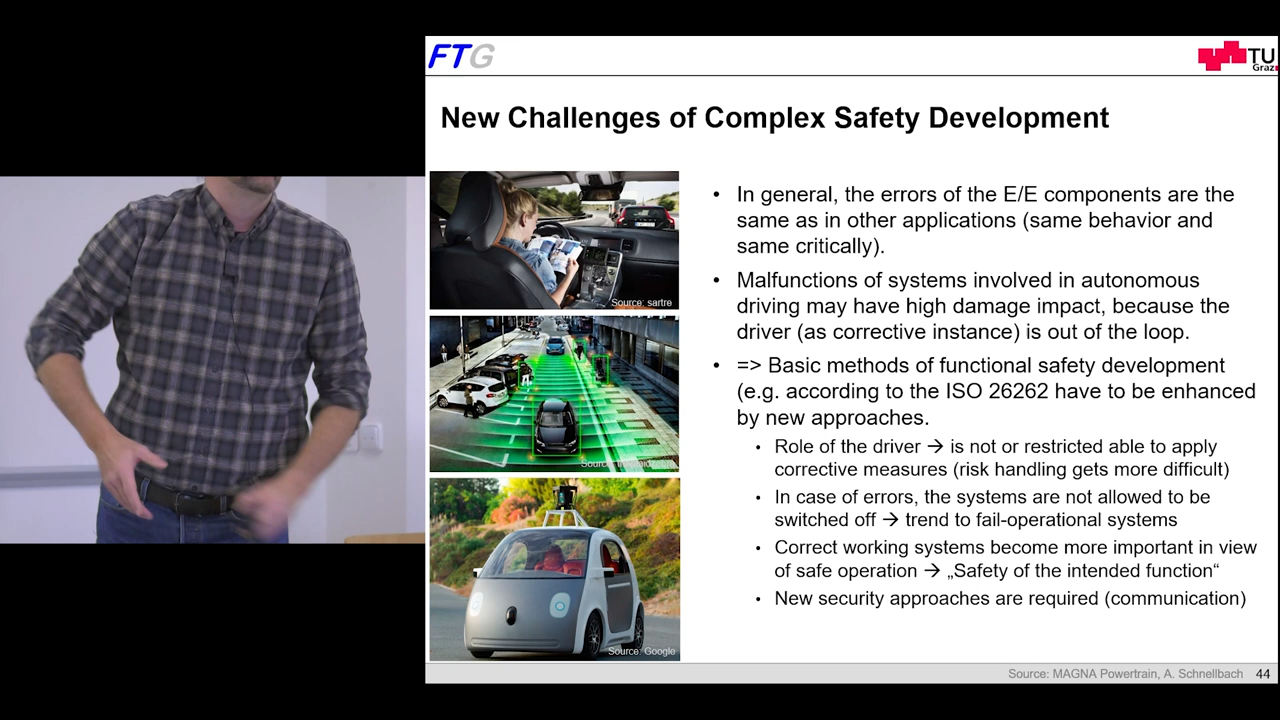 FTG
TU
Graz
New Challenges of Complex Safety Development
• In general, the errors of the E/E components are the
same as in other applications (same behavior and
same critically).
Source: sartre
• Malfunctions of systems involved in autonomous
driving may have high damage impact, because the
driver (as corrective instance) is out of the loop.
• => Basic methods of functional safety development
(e.g. according to the ISO 26262 have to be enhanced
by new approaches.
• Role of the driver → is not or restricted able to apply
corrective measures (risk handling gets more difficult)
• In case of errors, the systems are not allowed to be
switched off → trend to fail-operational systems
• Correct working systems become more important in view
of safe operation → „Safety of the intended function“
• New security approaches are required (communication)
Source: Google
Source: MAGNA Powertrain, A. Schnellbach 44